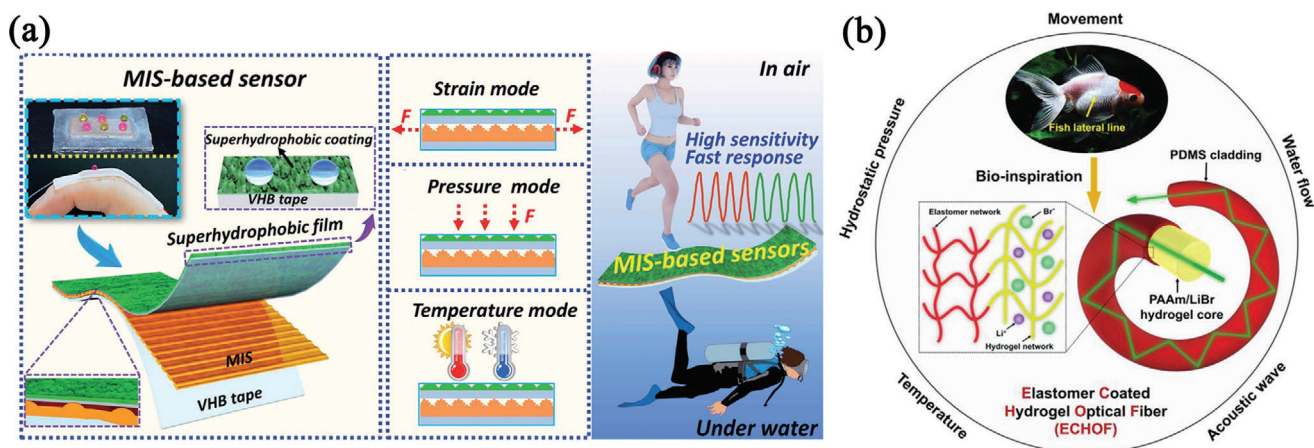 (a)
MIS-based sensor
Superhydrophobic coating
VHB tape
Superhydrophobic film
MIS
VHB tape
Strain mode
F
F
Pressure mode
F
Temperature mode
In air
High sensitivity
Fast response
MIS-based sensors
Under water
(b)
Movement
Hydrostatic pressure
Water flow
Temperature
Acoustic wave
Fish lateral line
Bio-inspiration
PDMS cladding
Elastomer network
Br⁻
Li⁺
Hydrogel network
PAAm/LiBr
hydrogel core
Elastomer Coated
Hydrogel Optical Fiber
(ECHOF)